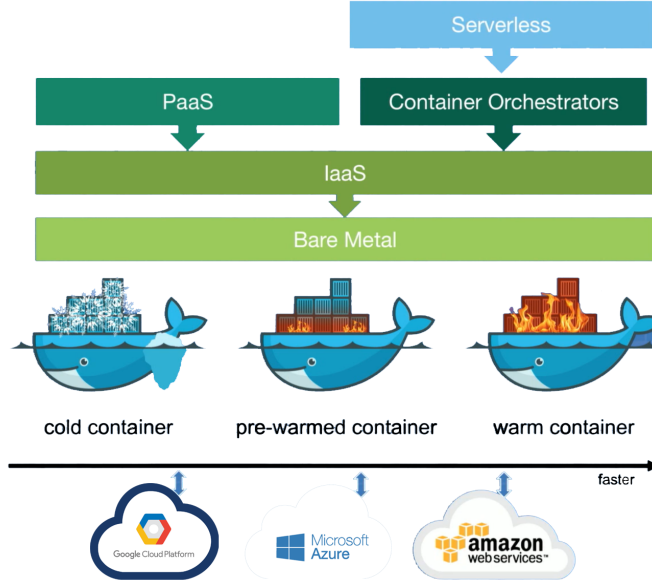 Serverless
PaaS
Container Orchestrators
IaaS
Bare Metal
cold container
pre-warmed container
warm container
faster
Google Cloud Platform
Microsoft
Azure
amazon
web services™